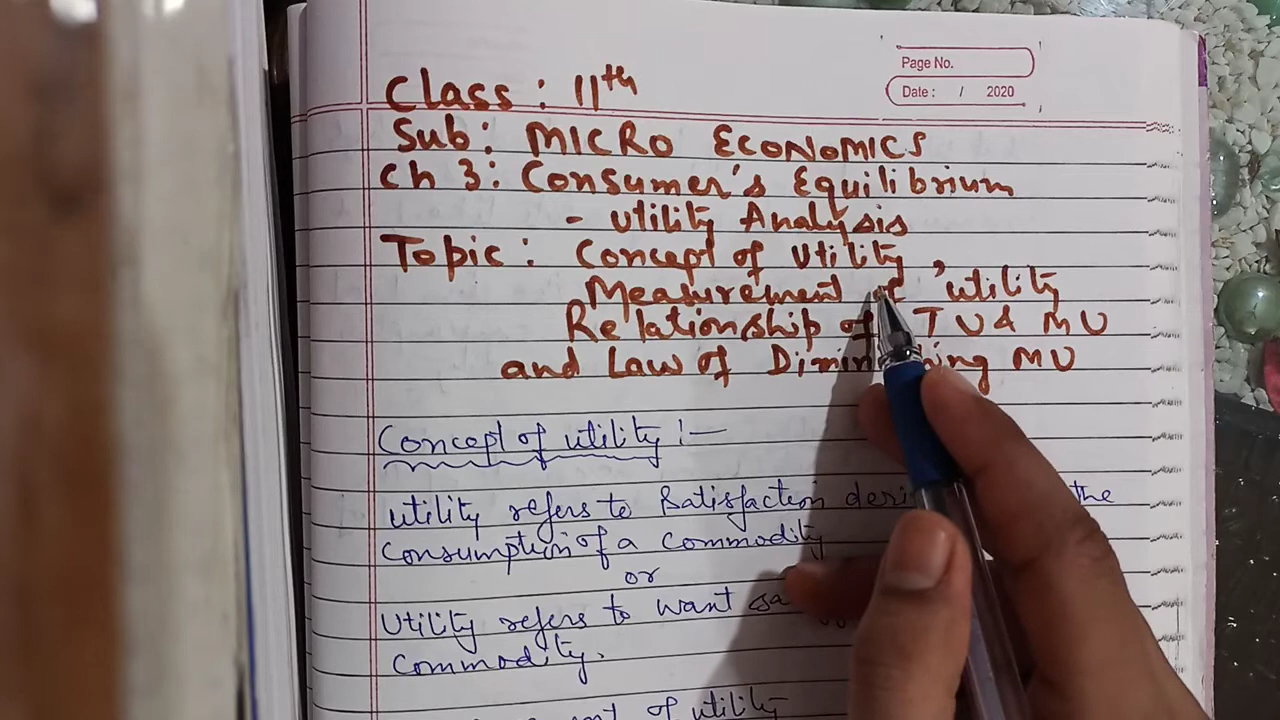 Page No.
Date : / 2020
Class : 11th
Sub : MICRO ECONOMICS
Ch 3 : Consumer's Equilibrium
- Utility Analysis
Topic : Concept of Utility,
Measurement of utility
Relationship of TU & MU
and Law of MU
Concept of utility :-
utility refers to Satisfaction the
consumption of a commodity
or
Utility refers to want
commodity.
of utility